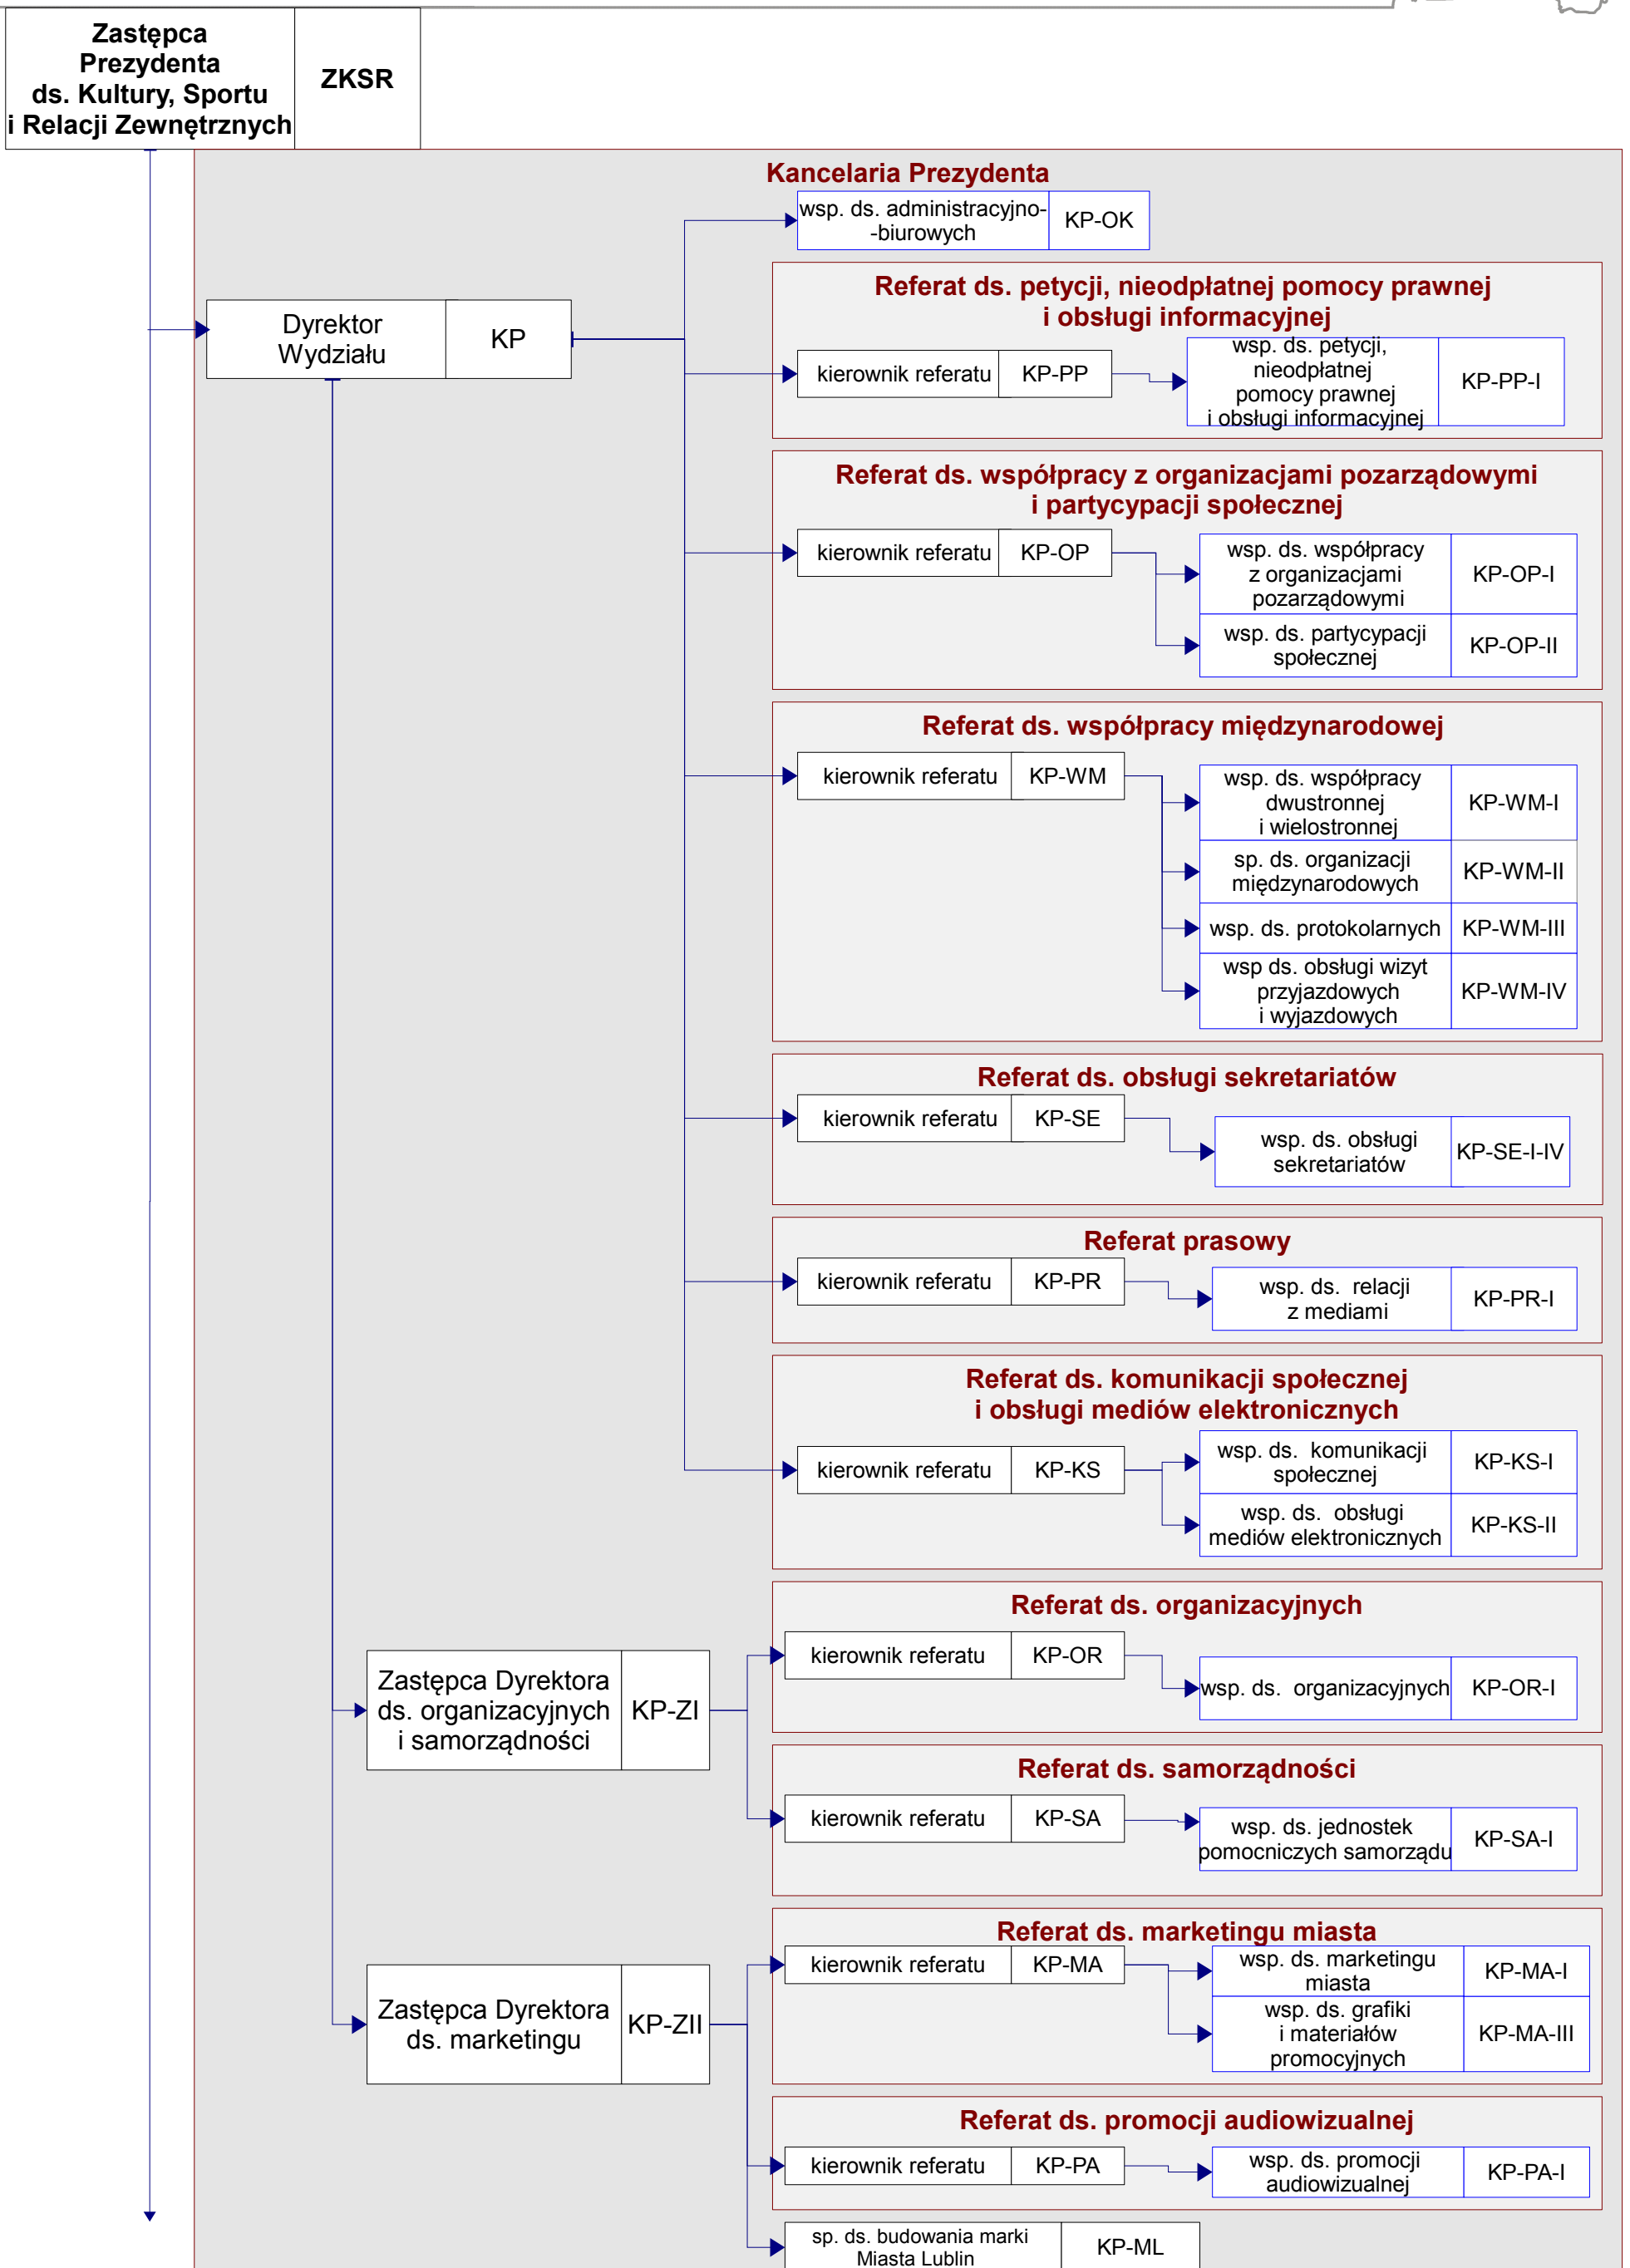 Zastępca
Prezydenta
ds. Kultury, Sportu
i Relacji Zewnętrznych
ZKSR
Kancelaria Prezydenta
wsp. ds. administracyjno-
-biurowych
KP-OK
Dyrektor
Wydziału
KP
Referat ds. petycji, nieodpłatnej pomocy prawnej
i obsługi informacyjnej
kierownik referatu
KP-PP
wsp. ds. petycji,
nieodpłatnej
pomocy prawnej
i obsługi informacyjnej
KP-PP-I
Referat ds. współpracy z organizacjami pozarządowymi
i partycypacji społecznej
kierownik referatu
KP-OP
wsp. ds. współpracy
z organizacjami
pozarządowymi
KP-OP-I
wsp. ds. partycypacji
społecznej
KP-OP-II
Referat ds. współpracy międzynarodowej
kierownik referatu
KP-WM
wsp. ds. współpracy
dwustronnej
i wielostronnej
KP-WM-I
sp. ds. organizacji
międzynarodowych
KP-WM-II
wsp. ds. protokolarnych
KP-WM-III
wsp ds. obsługi wizyt
przyjazdowych
i wyjazdowych
KP-WM-IV
Referat ds. obsługi sekretariatów
kierownik referatu
KP-SE
wsp. ds. obsługi
sekretariatów
KP-SE-I-IV
Referat prasowy
kierownik referatu
KP-PR
wsp. ds. relacji
z mediami
KP-PR-I
Referat ds. komunikacji społecznej
i obsługi mediów elektronicznych
kierownik referatu
KP-KS
wsp. ds. komunikacji
społecznej
KP-KS-I
wsp. ds. obsługi
mediów elektronicznych
KP-KS-II
Zastępca Dyrektora
ds. organizacyjnych
i samorządności
KP-ZI
Referat ds. organizacyjnych
kierownik referatu
KP-OR
wsp. ds. organizacyjnych
KP-OR-I
Referat ds. samorządności
kierownik referatu
KP-SA
wsp. ds. jednostek
pomocniczych samorządu
KP-SA-I
Zastępca Dyrektora
ds. marketingu
KP-ZII
Referat ds. marketingu miasta
kierownik referatu
KP-MA
wsp. ds. marketingu
miasta
KP-MA-I
wsp. ds. grafiki
i materiałów
promocyjnych
KP-MA-III
Referat ds. promocji audiowizualnej
kierownik referatu
KP-PA
wsp. ds. promocji
audiowizualnej
KP-PA-I
sp. ds. budowania marki
Miasta Lublin
KP-ML